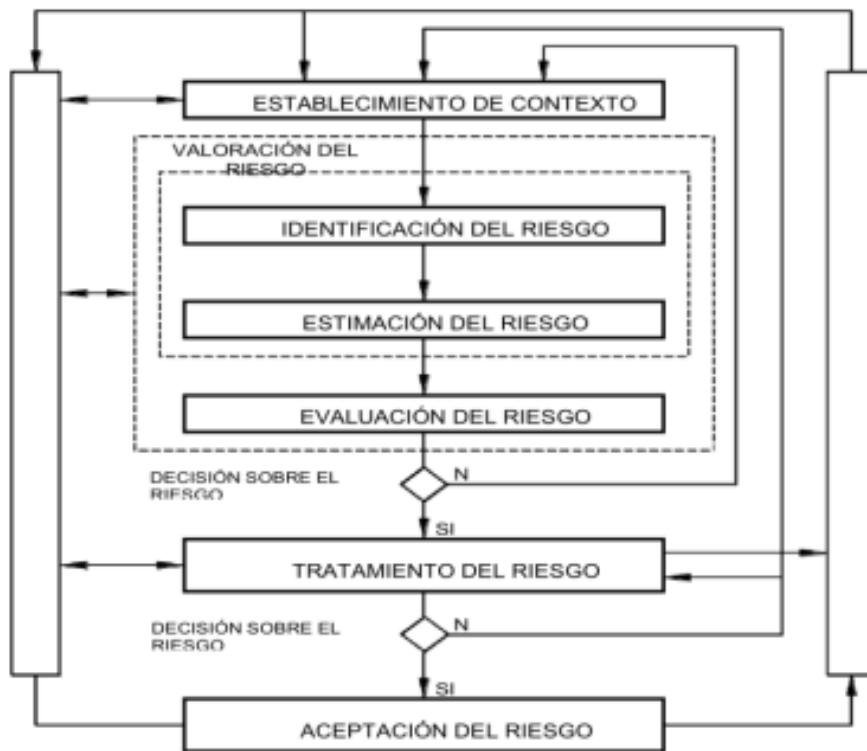 ESTABLECIMIENTO DE CONTEXTO
VALORACIÓN DEL
RIESGO
IDENTIFICACIÓN DEL RIESGO
ESTIMACIÓN DEL RIESGO
EVALUACIÓN DEL RIESGO
DECISIÓN SOBRE EL
RIESGO
N
SI
TRATAMIENTO DEL RIESGO
DECISIÓN SOBRE EL
RIESGO
N
SI
ACEPTACIÓN DEL RIESGO